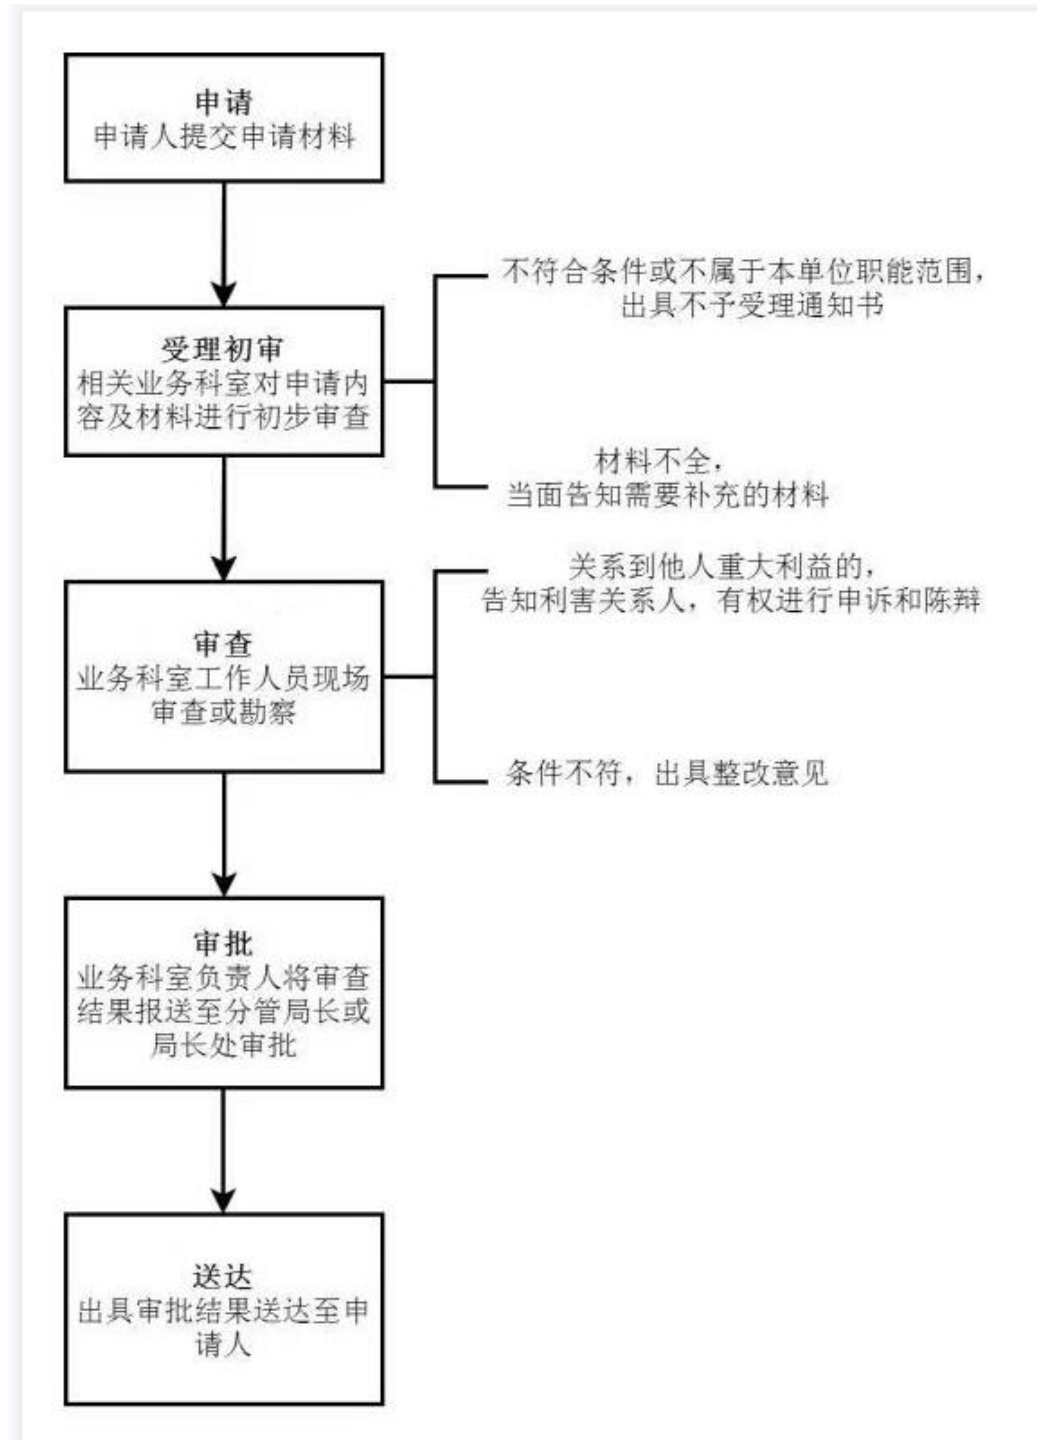 申请
申请人提交申请材料
不符合条件或不属于本单位职能范围，
出具不予受理通知书
受理初审
相关业务科室对申请内
容及材料进行初步审查
材料不全，
当面告知需要补充的材料
关系到他人重大利益的，
告知利害关系人，有权进行申诉和陈辩
审查
业务科室工作人员现场
审查或勘察
条件不符，出具整改意见
审批
业务科室负责人将审查
结果报送至分管局长或
局长处审批
送达
出具审批结果送达至申
请人